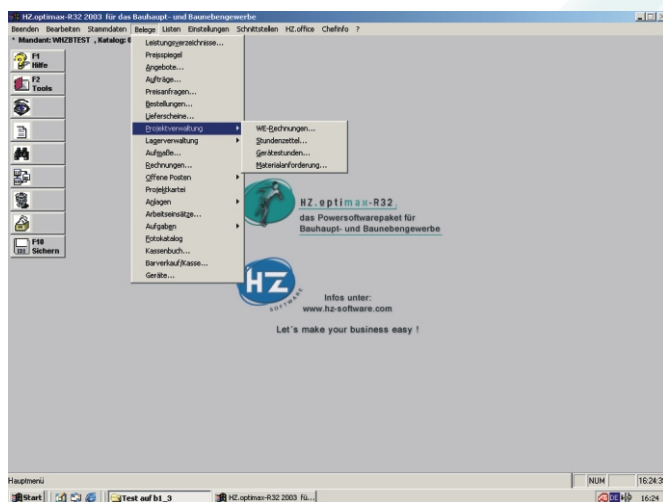 HZ.optimax-R32 2003 für das Bauhaupt- und Baunebengewerbe
Beenden Bearbeiten Stammdaten Belege Listen Einstellungen Schnittstellen HZ.office Chefinfo ?
* Mandant: WHZBTEST , Katalog:
F1
Hilfe
F2
Tools
F10
Sichern
Leistungsverzeichnisse...
Preisspiegel
Angebote...
Aufträge...
Preisanfragen...
Bestellungen...
Lieferscheine...
Projektverwaltung
Lagerverwaltung
Aufmaße...
Rechnungen...
Offene Posten
Projektkartei
Anlagen
Arbeitseinsätze...
Aufgaben
Fotokatalog
Kassenbuch...
Barverkauf/Kasse...
Geräte...
WE-Rechnungen...
Stundenzettel...
Gerätestunden...
Materialanforderung...
HZ.optimax-R32
das Powersoftwarepaket für
Bauhaupt- und Baunebengewerbe
HZ
SOFTWARE
Infos unter:
www.hz-software.com
Let´s make your business easy !
Hauptmenü
NUM
16:24:3
Start
Test auf b1_3
HZ.optimax-R32 2003 fü...
DE
16:24